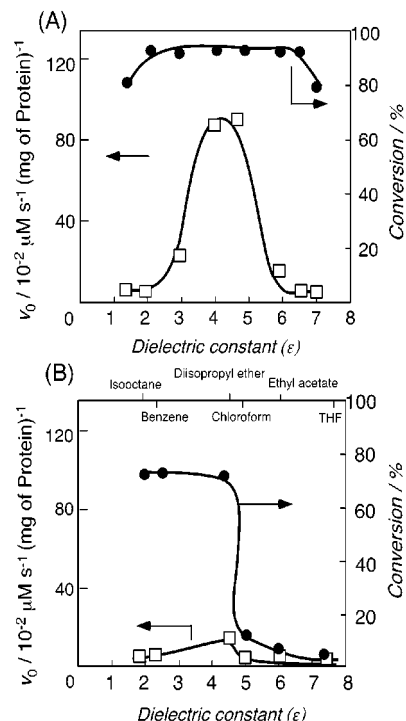 (A)
120
80
40
0
100
80
60
40
20
v₀ / 10⁻² μM s⁻¹ (mg of Protein)⁻¹
Conversion / %
0 1 2 3 4 5 6 7 8
Dielectric constant (ε)
(B)
Diisopropyl ether
Isooctane Ethyl acetate
Benzene Chloroform THF
120
80
40
0
100
80
60
40
20
v₀ / 10⁻² μM s⁻¹ (mg of Protein)⁻¹
Conversion / %
0 1 2 3 4 5 6 7 8
Dielectric constant (ε)